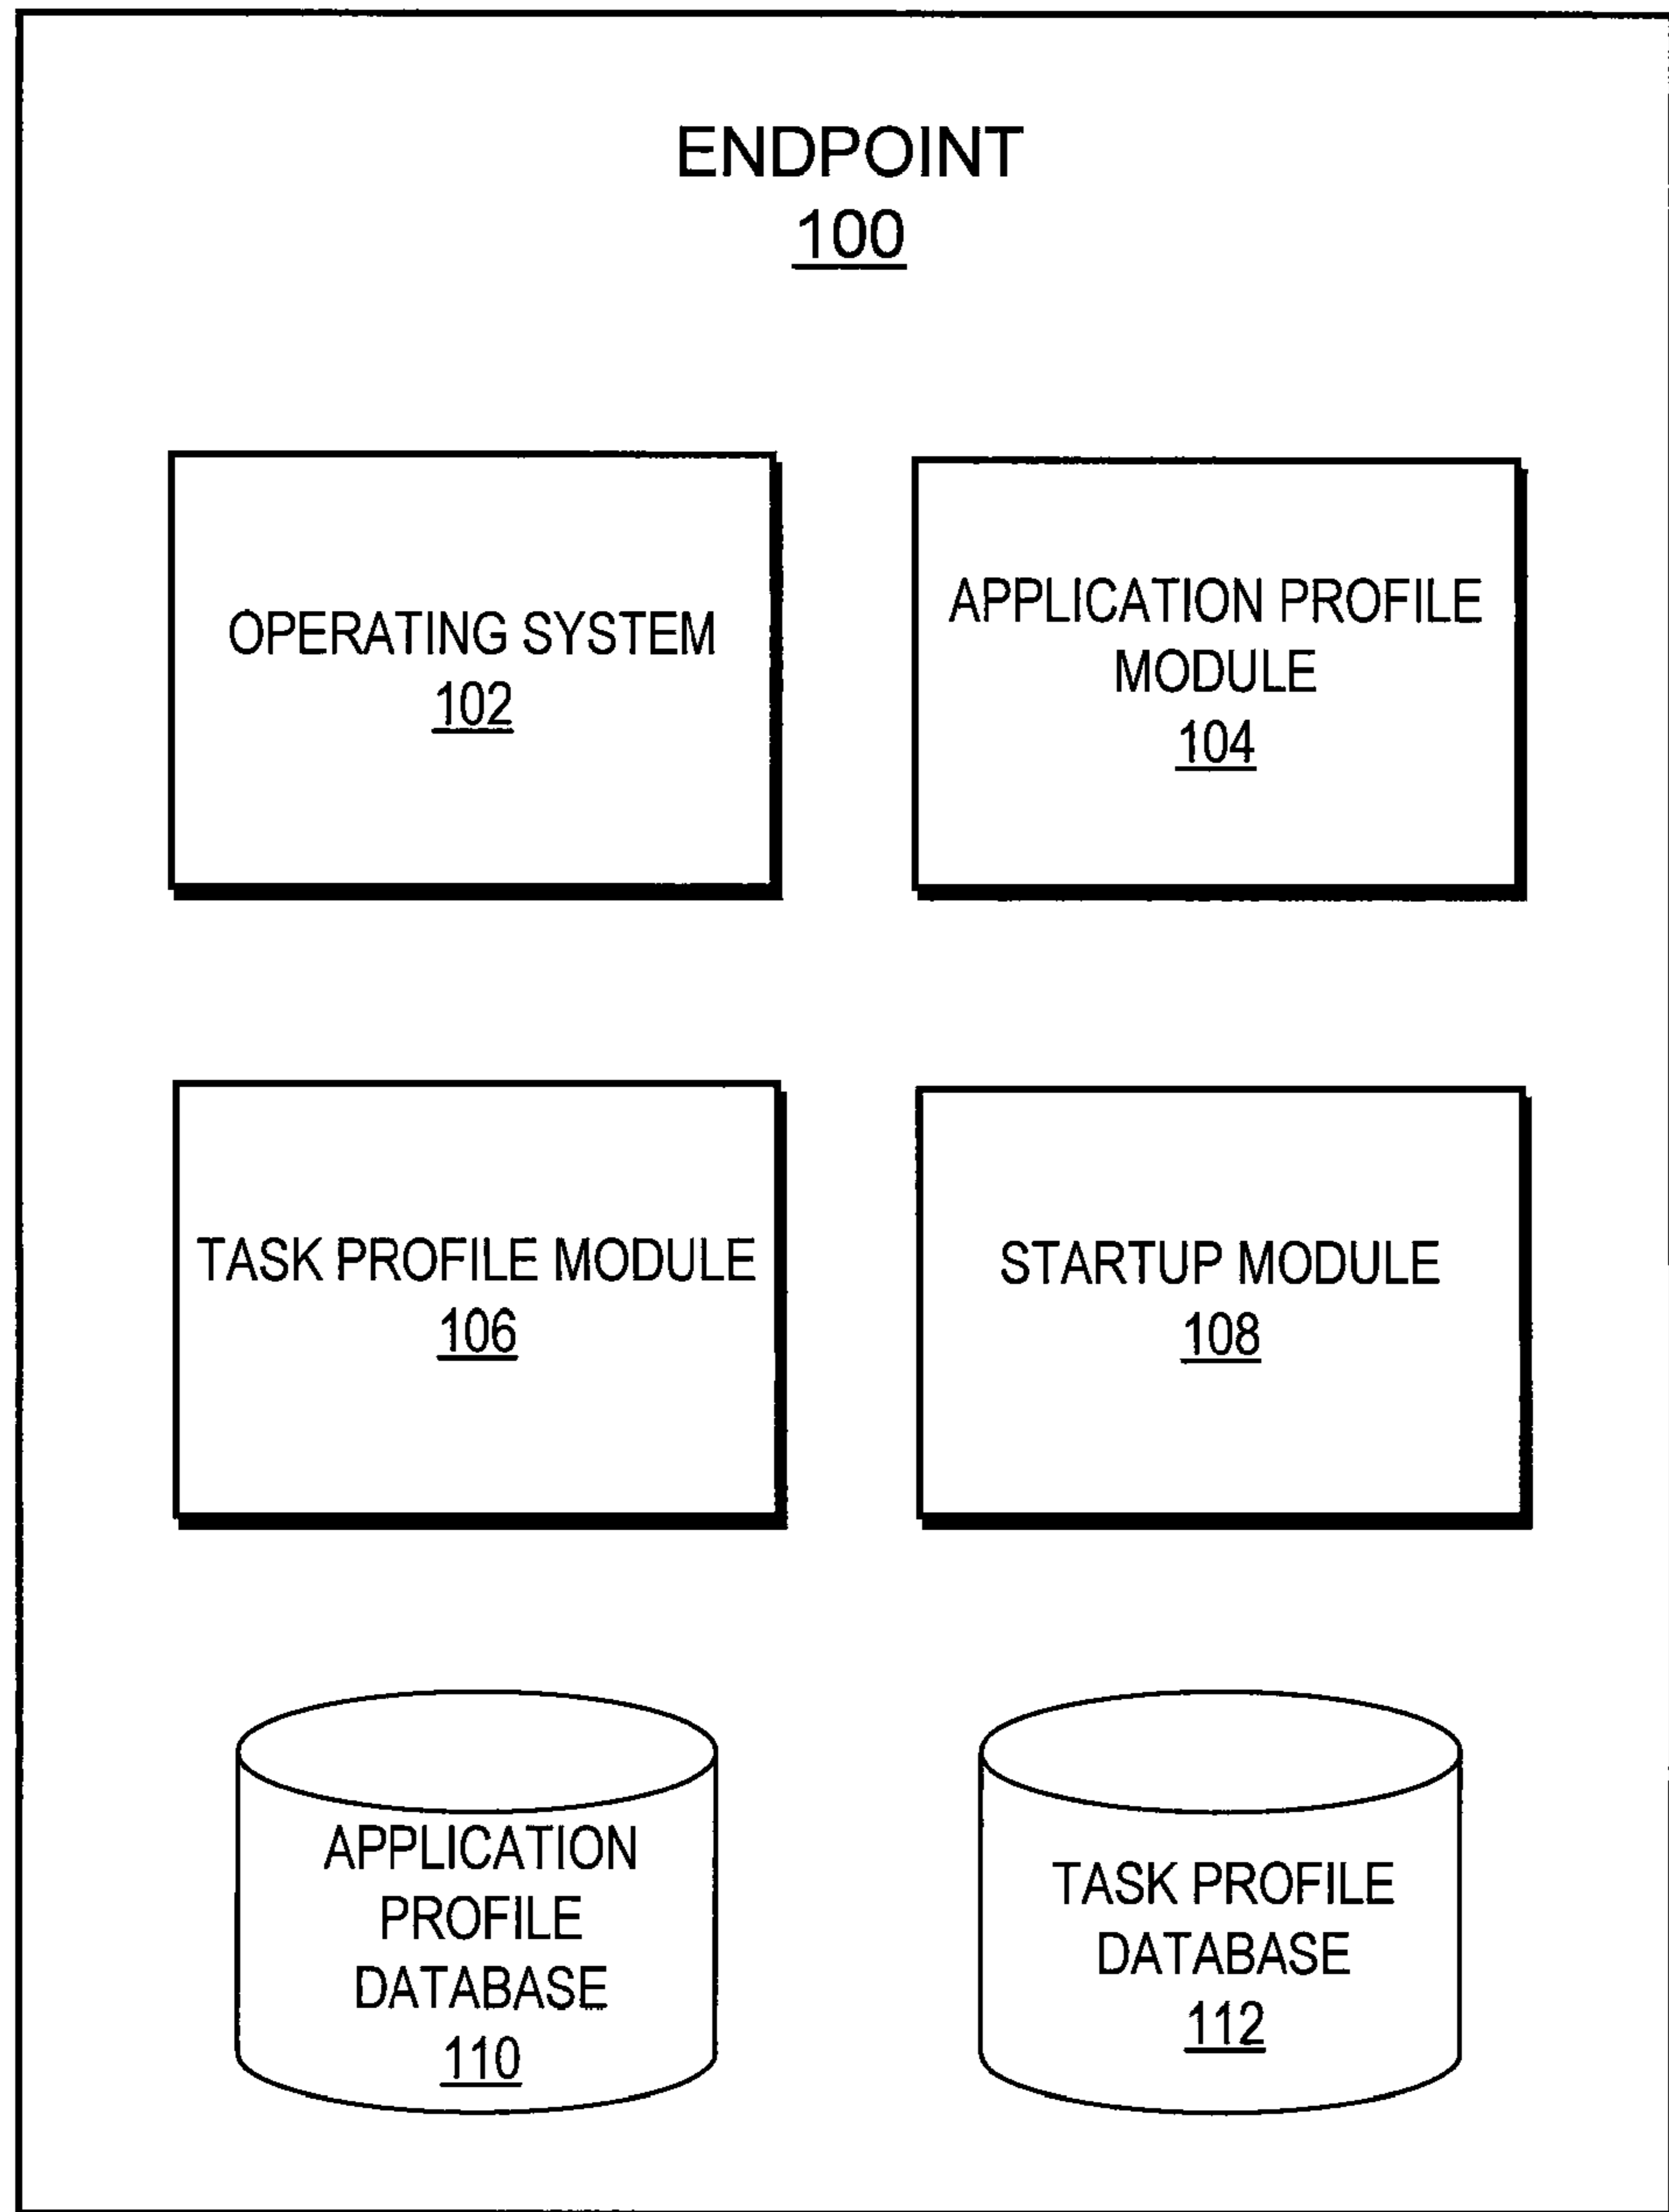 ENDPOINT
100
OPERATING SYSTEM
102
APPLICATION PROFILE
MODULE
104
TASK PROFILE MODULE
106
STARTUP MODULE
108
APPLICATION
PROFILE
DATABASE
110
TASK PROFILE
DATABASE
112